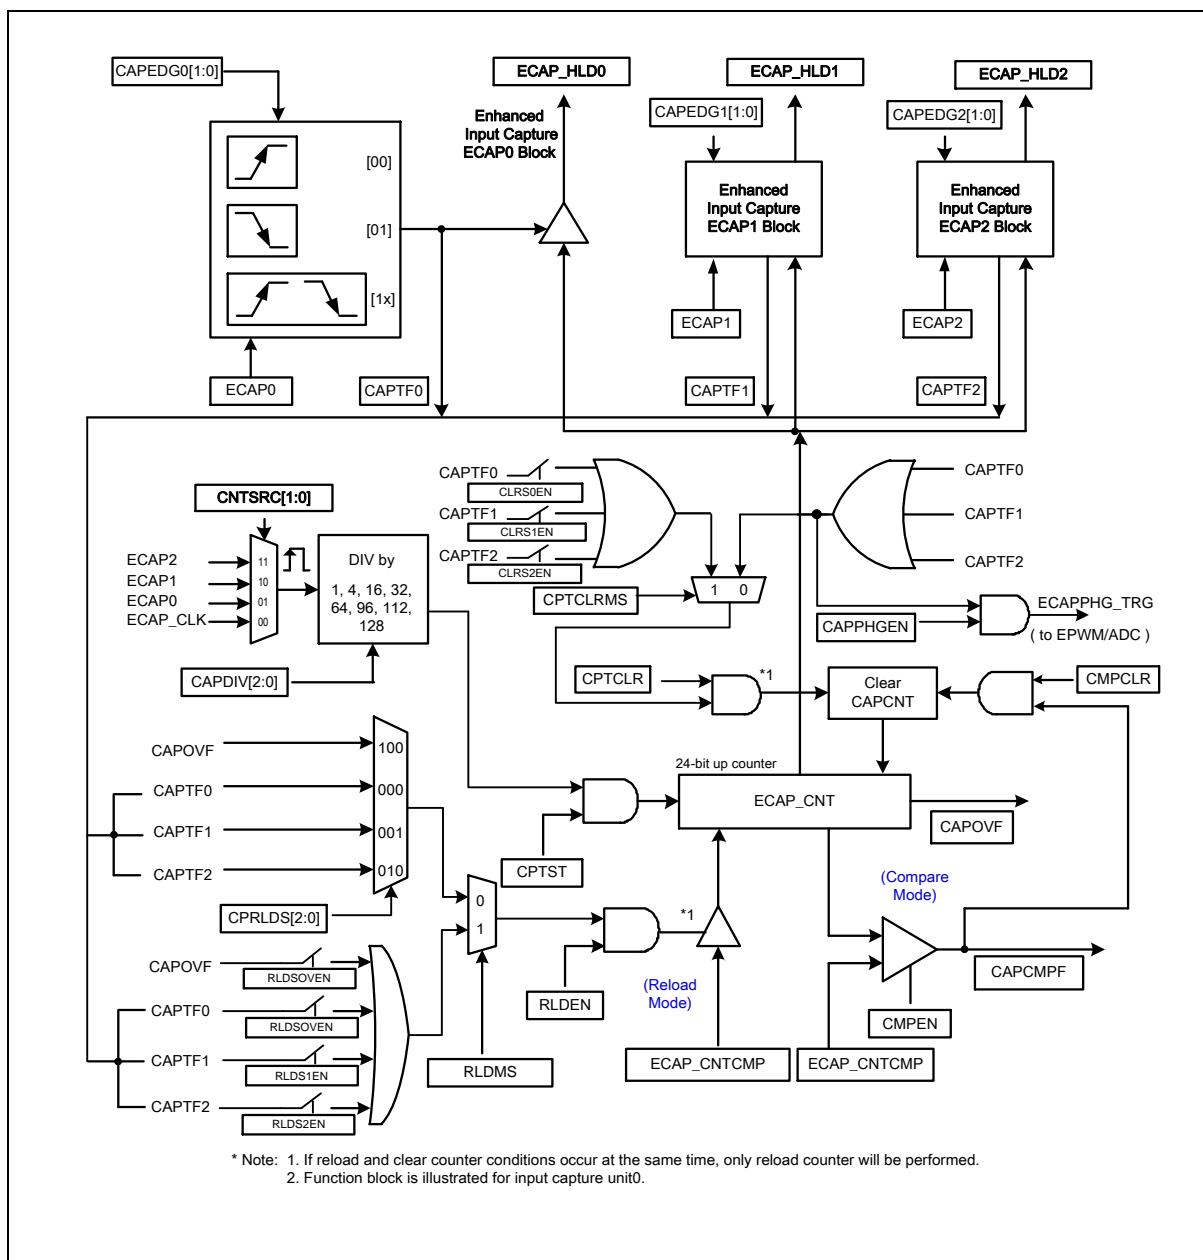 CAPEDG0[1:0]
ECAP_HLD0
ECAP_HLD1
ECAP_HLD2
Enhanced
Input Capture
ECAP0 Block
CAPEDG1[1:0]
CAPEDG2[1:0]
[00]
[01]
[1x]
Enhanced
Input Capture
ECAP1 Block
Enhanced
Input Capture
ECAP2 Block
ECAP0
CAPTF0
ECAP1
CAPTF1
ECAP2
CAPTF2
CNTSRC[1:0]
ECAP2
ECAP1
ECAP0
ECAP_CLK
11
10
01
00
DIV by
1, 4, 16, 32,
64, 96, 112,
128
CAPDIV[2:0]
CAPTF0
CLRS0EN
CAPTF1
CLRS1EN
CAPTF2
CLRS2EN
CPTCLRMS
1 0
CAPTF0
CAPTF1
CAPTF2
CAPPHGEN
ECAPPHG_TRG
( to EPWM/ADC )
CPTCLR
*1
Clear
CAPCNT
CMPCLR
CAPOVF
CAPTF0
CAPTF1
CAPTF2
100
000
001
010
CPRLDS[2:0]
24-bit up counter
ECAP_CNT
CAPOVF
CPTST
0
1
*1
(Compare
Mode)
CAPOVF
RLDSOVEN
CAPTF0
RLDSOVEN
CAPTF1
RLDS1EN
CAPTF2
RLDS2EN
RLDMS
RLDEN
(Reload
Mode)
ECAP_CNTCMP
ECAP_CNTCMP
CMPEN
CAPCMPF
* Note: 1. If reload and clear counter conditions occur at the same time, only reload counter will be performed.
2. Function block is illustrated for input capture unit0.